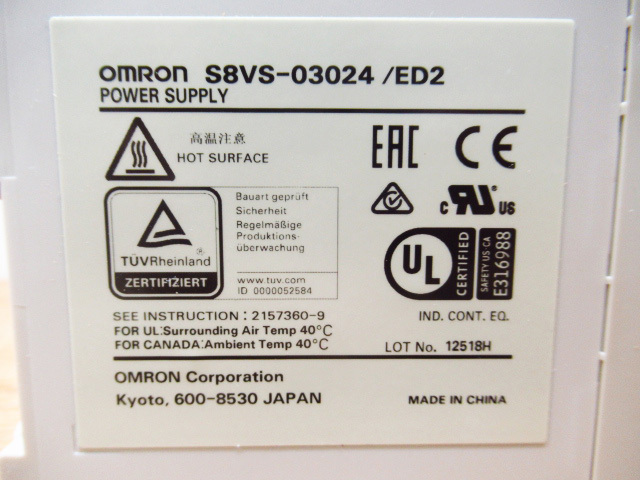 OMRON S8VS-03024 /ED2
POWER SUPPLY
高温注意
HOT SURFACE
EAC CE
c RU US
TÜVRheinland ®
ZERTIFIZIERT
Bauart geprüft
Sicherheit
Regelmäßige
Produktions-
überwachung
www.tuv.com
ID 0000052584
UL
CERTIFIED
SAFETY US CA
E316988
SEE INSTRUCTION : 2157360-9
FOR UL:Surrounding Air Temp 40°C
FOR CANADA:Ambient Temp 40°C
IND. CONT. EQ.
LOT No. 12518H
OMRON Corporation
Kyoto, 600-8530 JAPAN
MADE IN CHINA